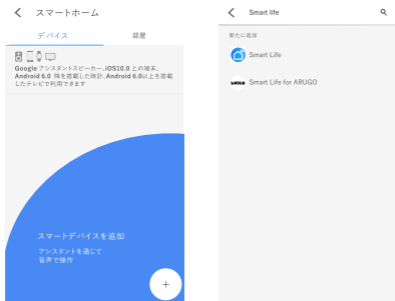 スマートホーム
デバイス
部屋
Google アシスタントスピーカー、iOS10.0 上の端末、
Android 6.0 降を搭載した時計、Android 6.0以上を搭載
したテレビで利用できます
スマートデバイスを追加
アシスタントを通じて
音声で操作
Smart life
新たに追加
Smart Life
Smart Life for ARUGO